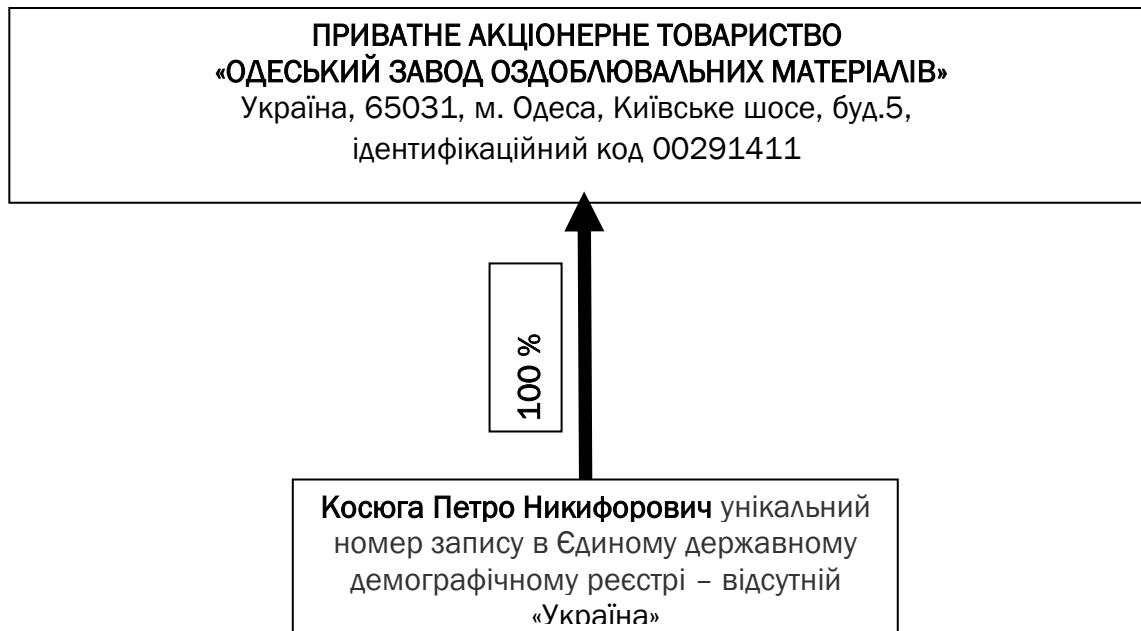 ПРИВАТНЕ АКЦІОНЕРНЕ ТОВАРИСТВО
«ОДЕСЬКИЙ ЗАВОД ОЗДОБЛЮВАЛЬНИХ МАТЕРІАЛІВ»
Україна, 65031, м. Одеса, Київське шосе, буд.5,
ідентифікаційний код 00291411
100 %
Косюга Петро Никифорович унікальний
номер запису в Єдиному державному
демографічному реєстрі – відсутній
«Україна»